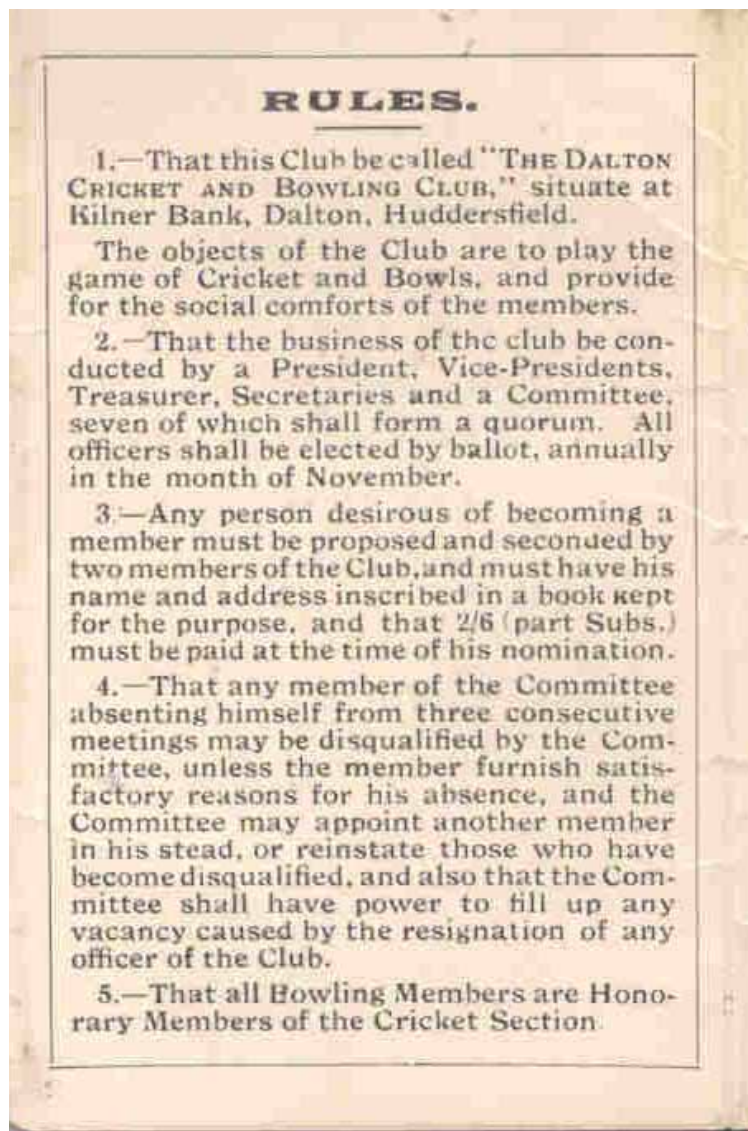 RULES.
1.—That this Club be called "THE DALTON
CRICKET AND BOWLING CLUB," situate at
Kilner Bank, Dalton, Huddersfield.
The objects of the Club are to play the
game of Cricket and Bowls, and provide
for the social comforts of the members.
2.—That the business of the club be con-
ducted by a President, Vice-Presidents,
Treasurer, Secretaries and a Committee,
seven of which shall form a quorum. All
officers shall be elected by ballot, annually
in the month of November.
3.—Any person desirous of becoming a
member must be proposed and seconded by
two members of the Club, and must have his
name and address inscribed in a book kept
for the purpose, and that 2/6 (part Subs.)
must be paid at the time of his nomination.
4.—That any member of the Committee
absenting himself from three consecutive
meetings may be disqualified by the Com-
mittee, unless the member furnish satis-
factory reasons for his absence, and the
Committee may appoint another member
in his stead, or reinstate those who have
become disqualified, and also that the Com-
mittee shall have power to fill up any
vacancy caused by the resignation of any
officer of the Club.
5.—That all Bowling Members are Hono-
rary Members of the Cricket Section